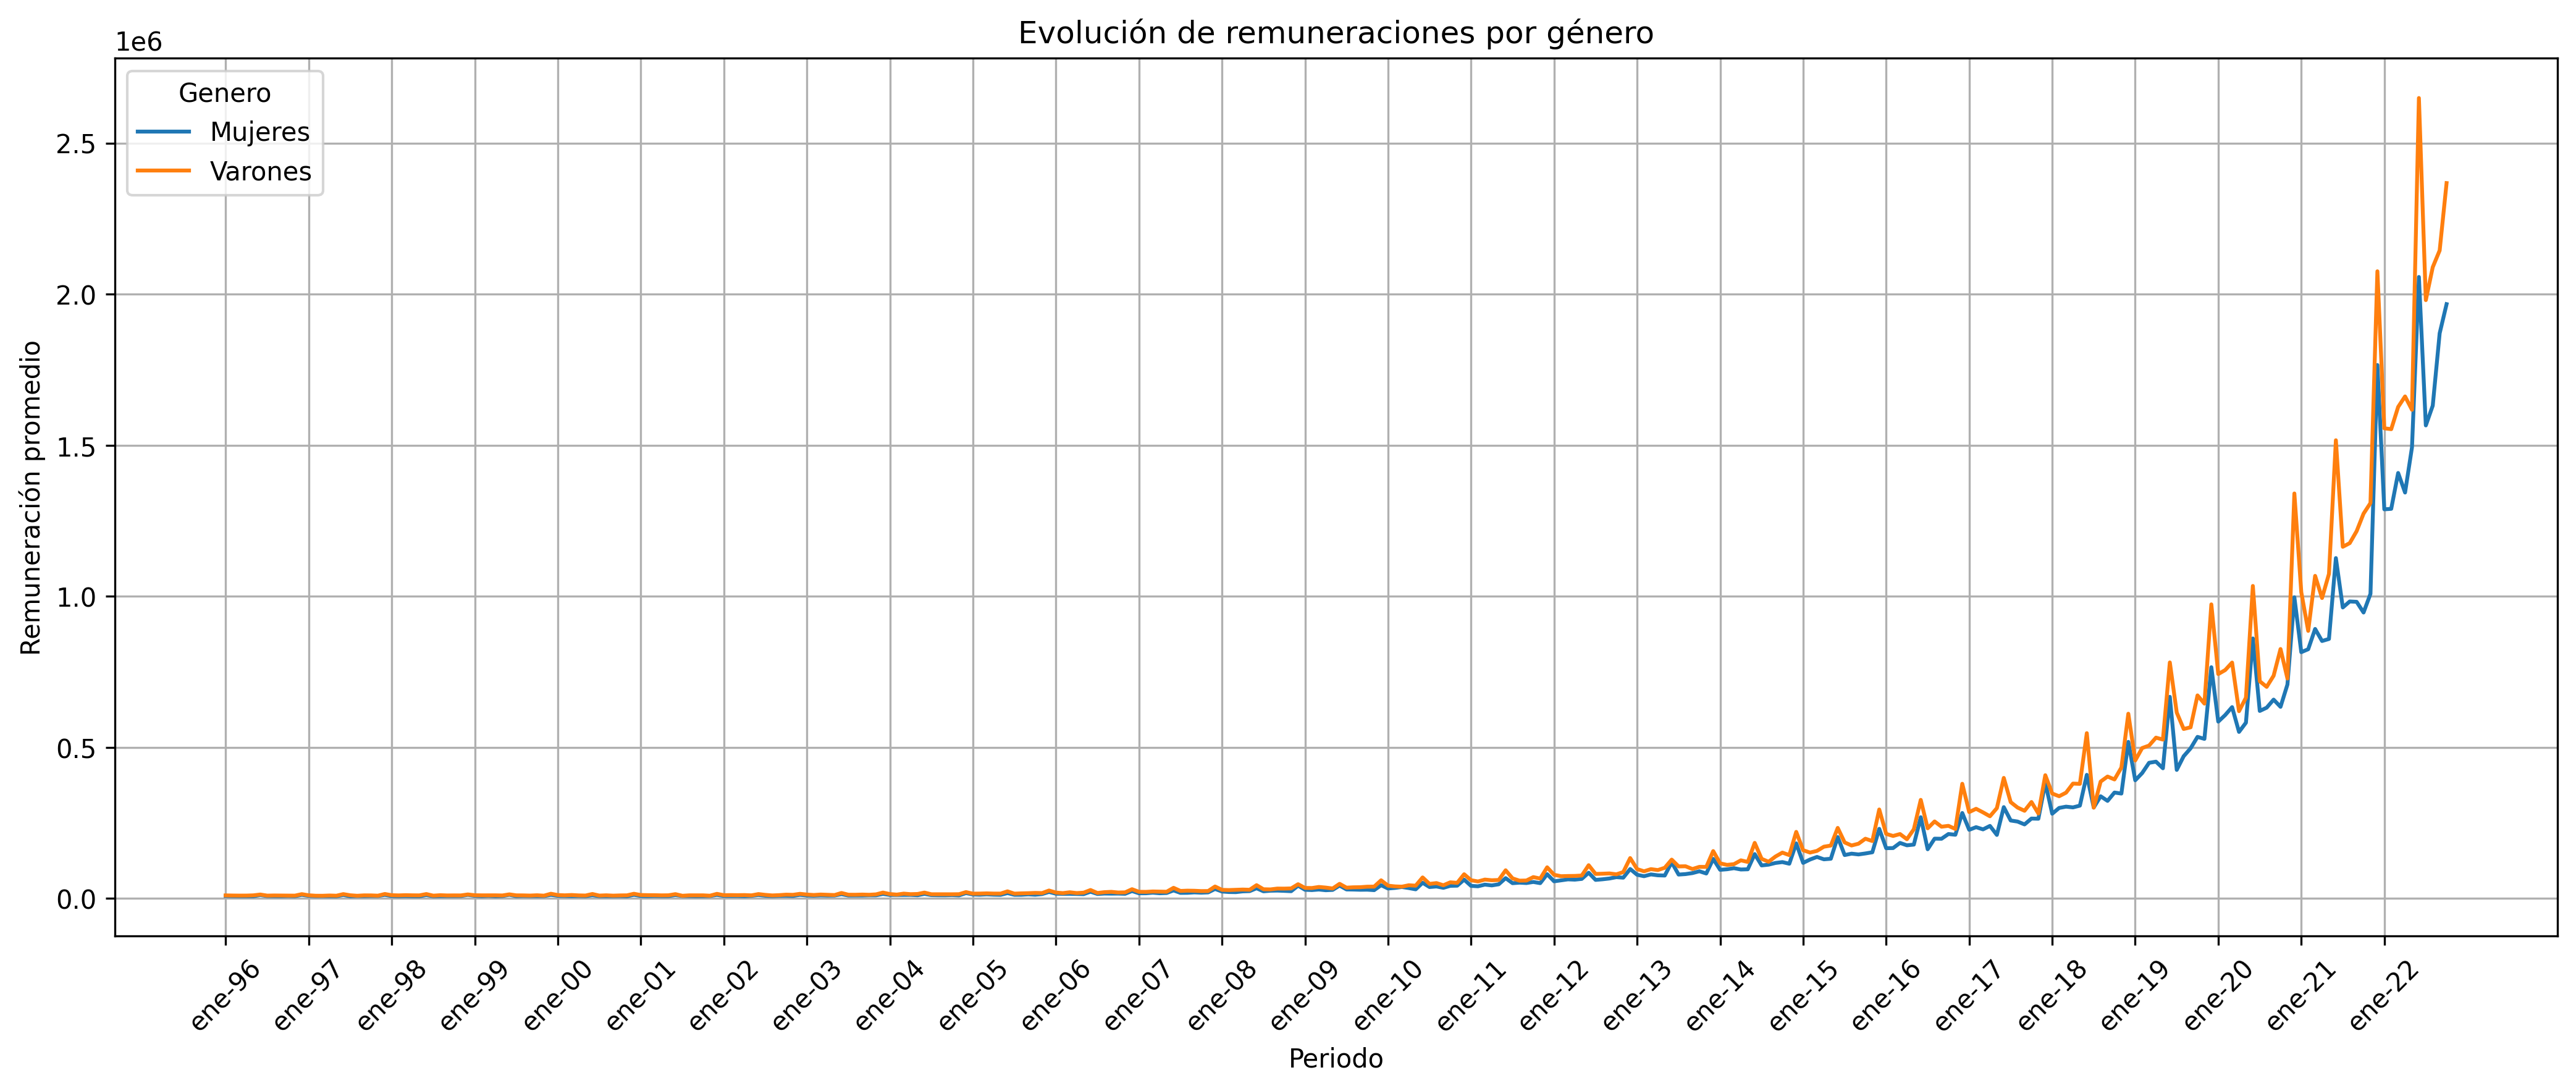 Evolución de remuneraciones por género
1e6
Genero
Mujeres
Varones
2.5
2.0
1.5
1.0
0.5
0.0
Remuneración promedio
ene-96
ene-97
ene-98
ene-99
ene-00
ene-01
ene-02
ene-03
ene-04
ene-05
ene-06
ene-07
ene-08
ene-09
ene-10
ene-11
ene-12
ene-13
ene-14
ene-15
ene-16
ene-17
ene-18
ene-19
ene-20
ene-21
ene-22
Periodo